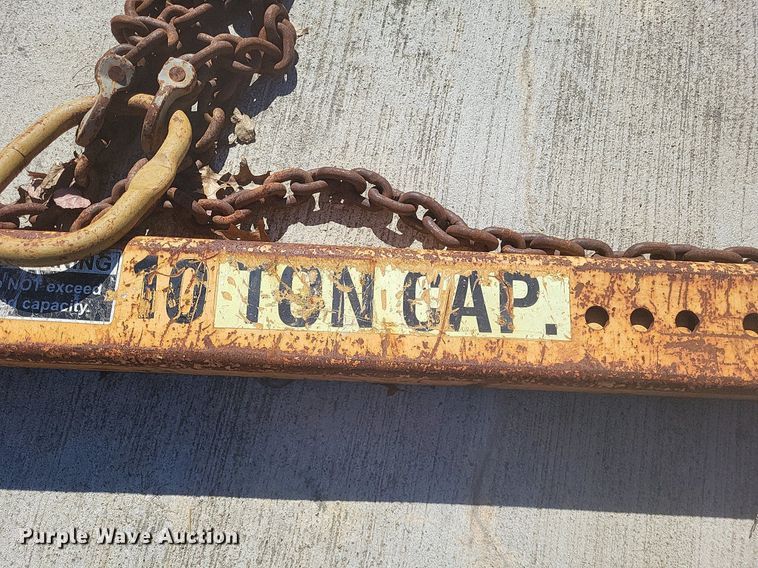 NG
NOT exceed
d capacity.
10 TON CAP.
Purple Wave Auction